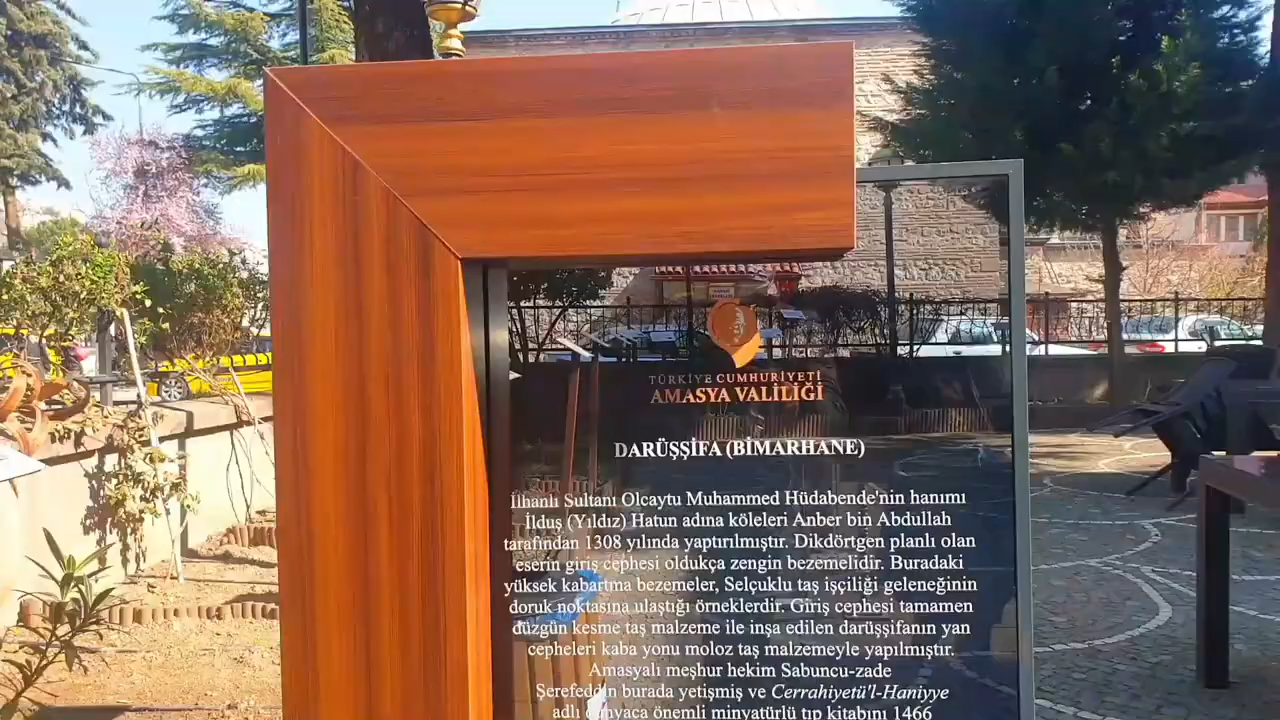 TÜRKİYE CUMHURİYETİ
AMASYA VALİLİĞİ
DARÜŞŞİFA (BİMARHANE)
İlhanlı Sultanı Olcaytu Muhammed Hüdabende'nin hanımı
İlduş (Yıldız) Hatun adına köleleri Anber bin Abdullah
tarafından 1308 yılında yaptırılmıştır. Dikdörtgen planlı olan
eserin giriş cephesi oldukça zengin bezemelidir. Buradaki
yüksek kabartma bezemeler, Selçuklu taş işçiliği geleneğinin
doruk noktasına ulaştığı örneklerdir. Giriş cephesi tamamen
düzgün kesme taş malzeme ile inşa edilen darüşşifanın yan
cepheleri kaba yonu moloz taş malzemeyle yapılmıştır.
Amasyalı meşhur hekim Sabuncu-zade
Şerefeddin burada yetişmiş ve Cerrahiyetü'l-Haniyye
adlı dünyaca önemli minyatürlü tıp kitabını 1466